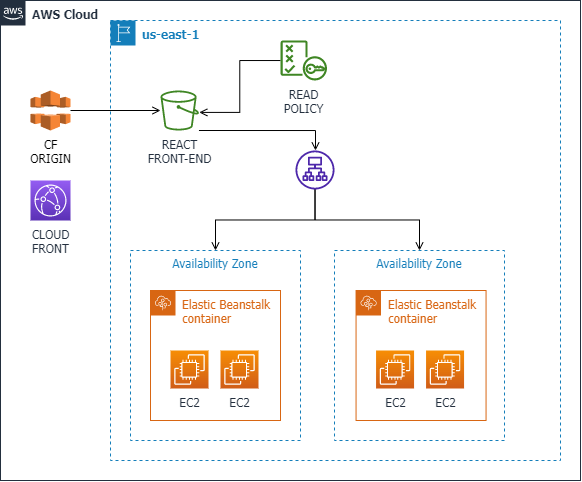 aws
AWS Cloud
us-east-1
READ
POLICY
CF
ORIGIN
REACT
FRONT-END
CLOUD
FRONT
Availability Zone
Availability Zone
Elastic Beanstalk
container
Elastic Beanstalk
container
EC2
EC2
EC2
EC2